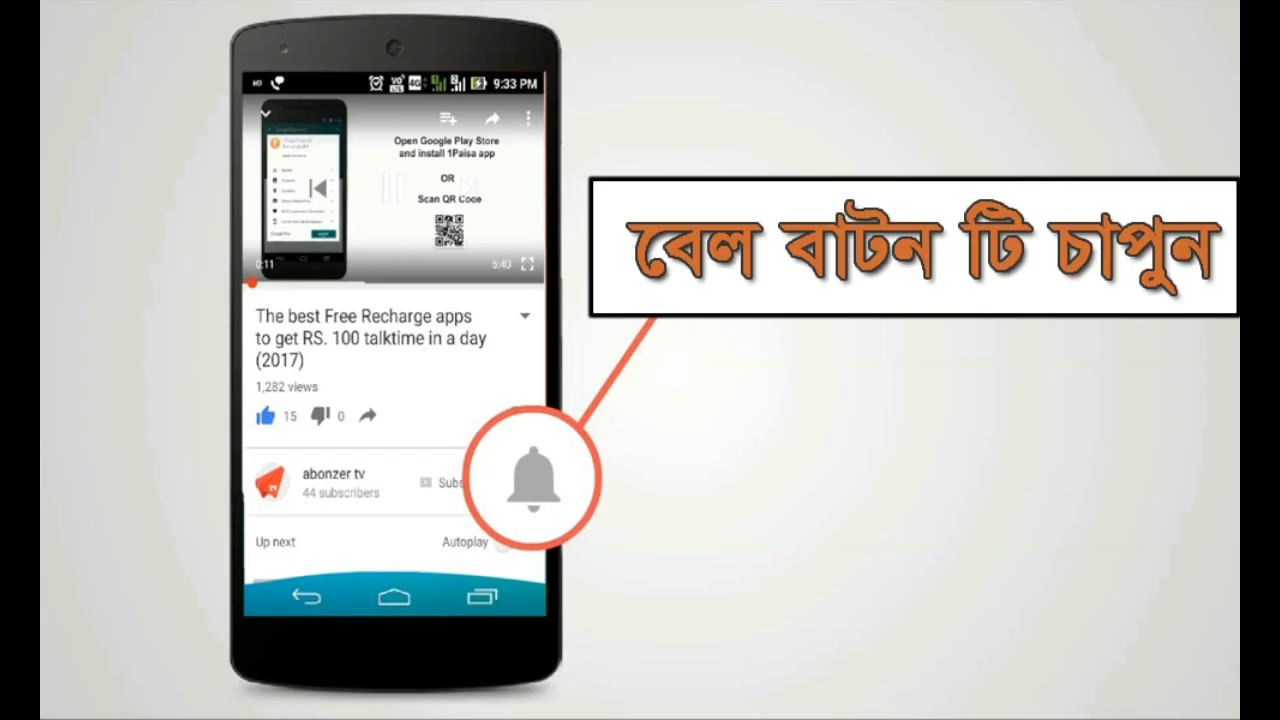 9:33 PM
Open Google Play Store
and install 1Paisa app
OR
Scan QR Code
0:11
5:40
বেল বাটন টি চাপুন
The best Free Recharge apps
to get RS. 100 talktime in a day
(2017)
1,282 views
15
0
abonzer tv
44 subscribers
Subs
Up next
Autoplay